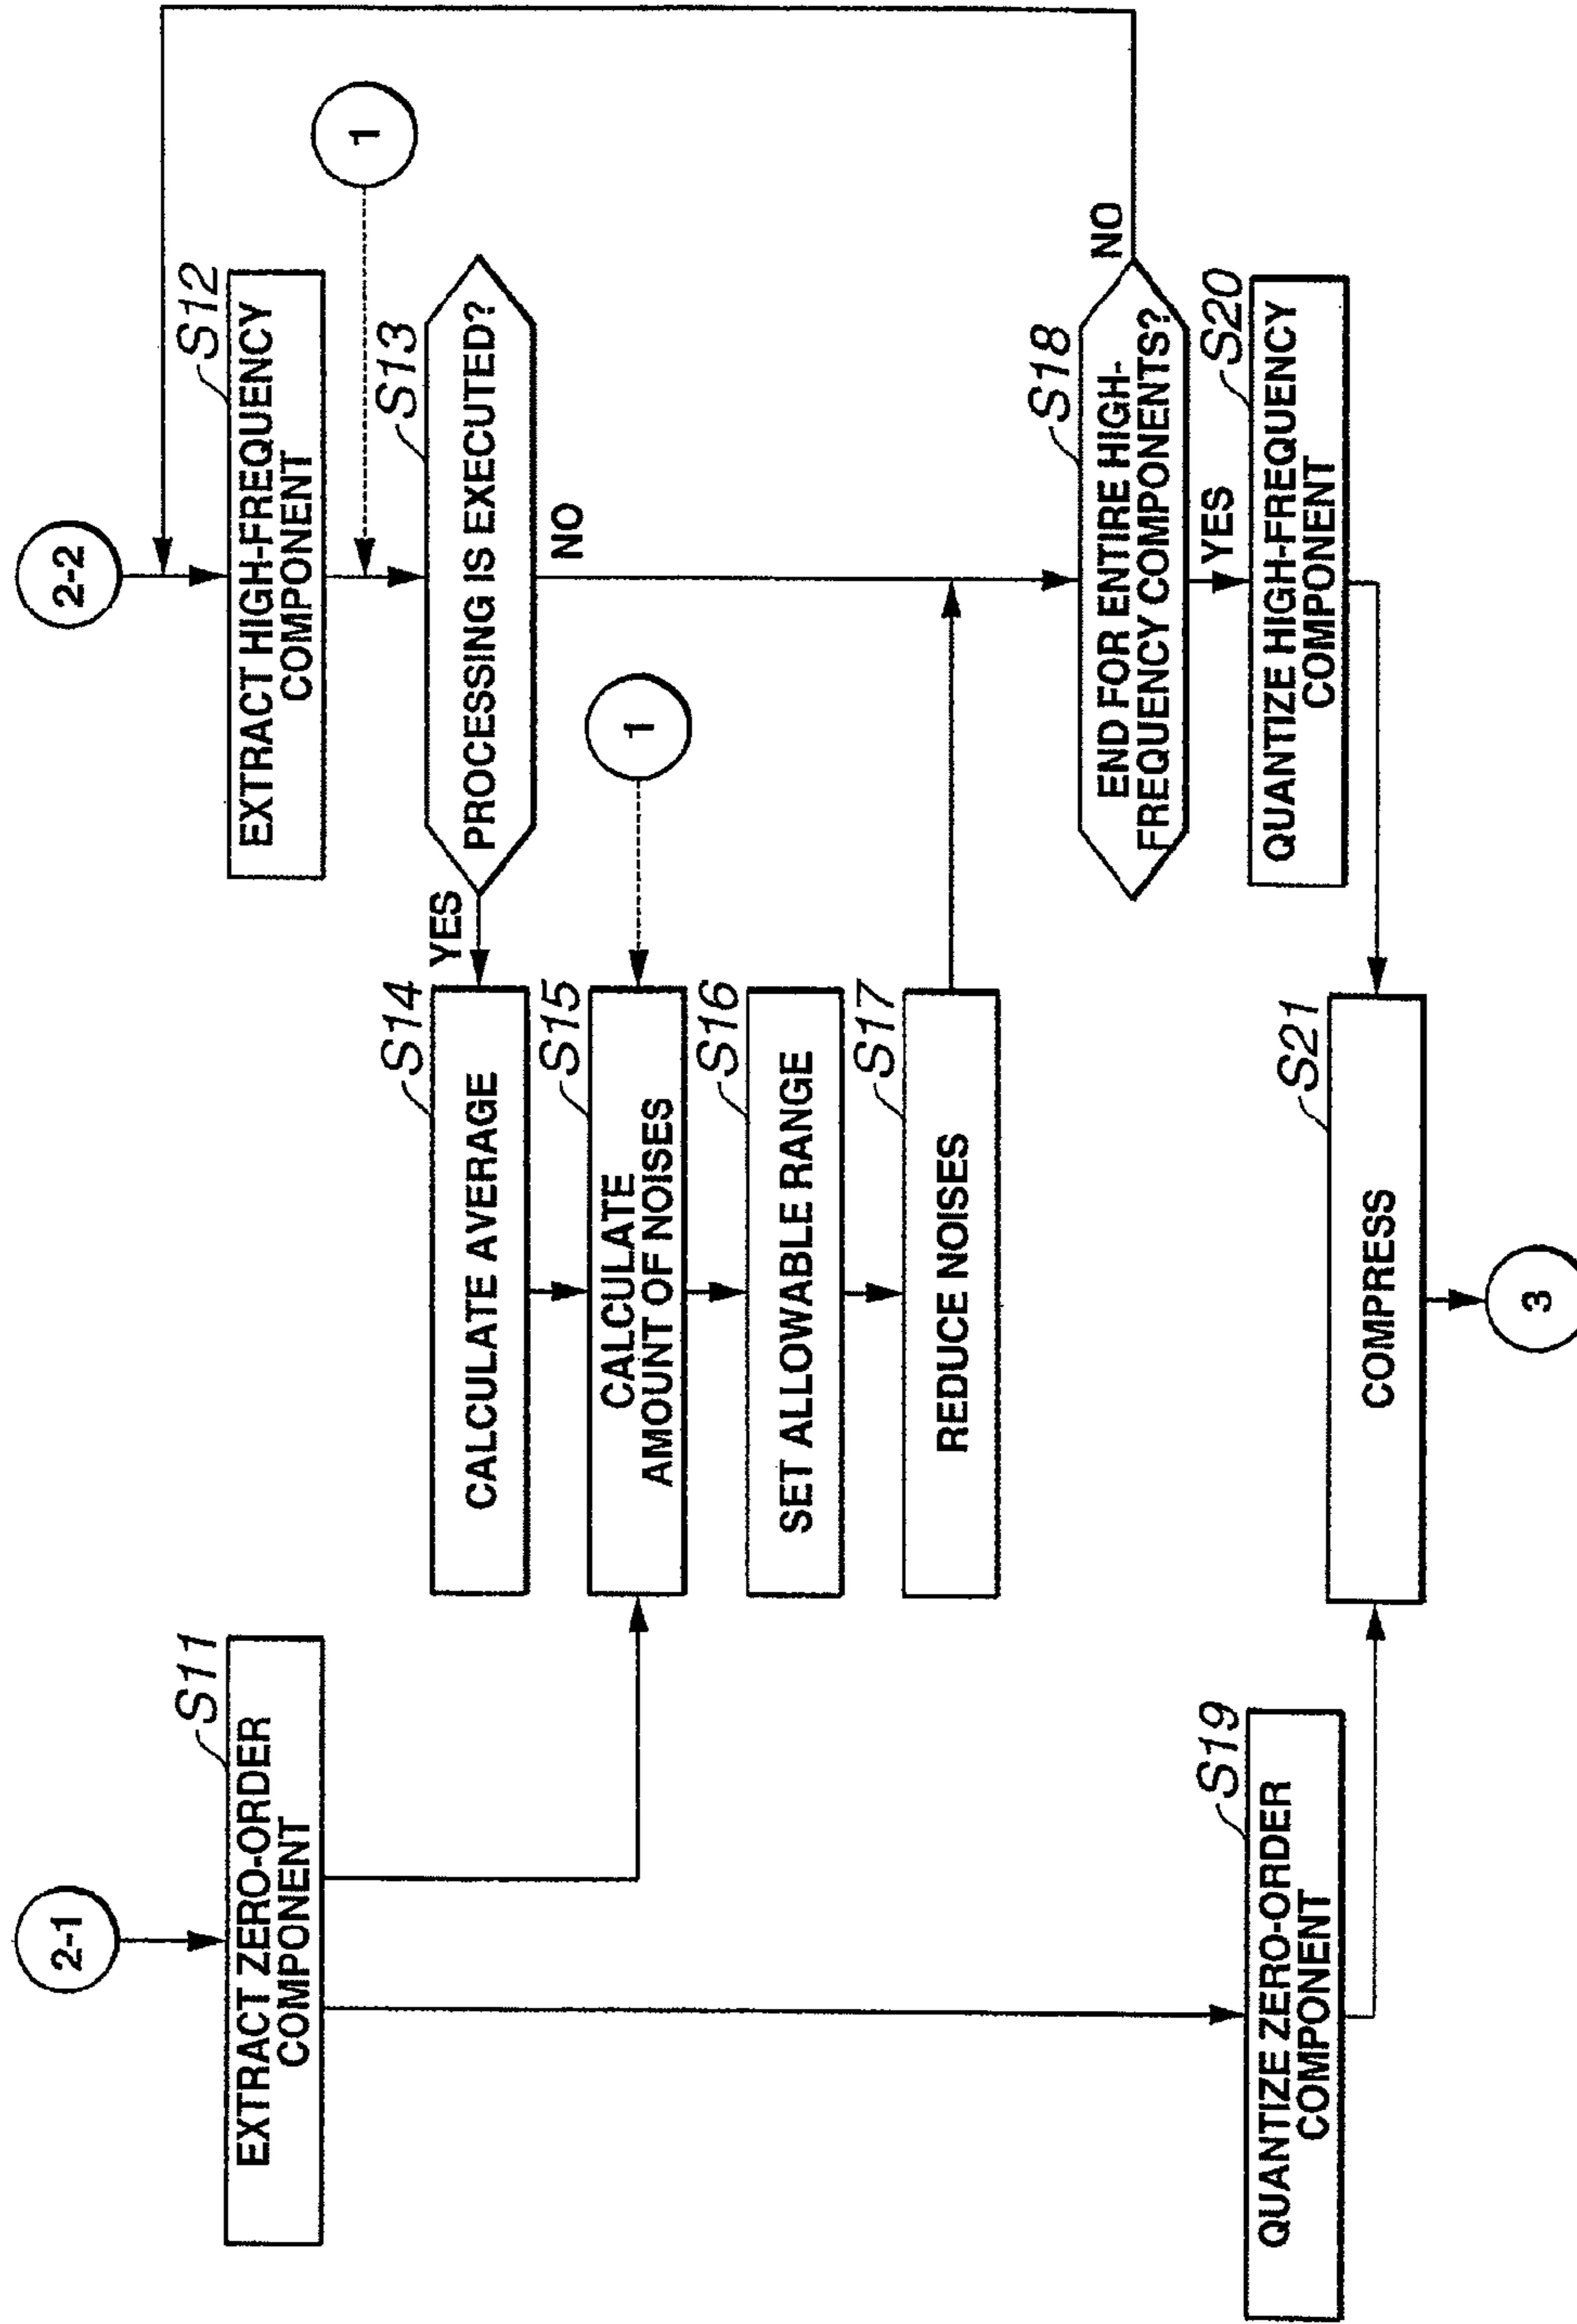 2-1
2-2
S11
EXTRACT ZERO-ORDER
COMPONENT
S12
EXTRACT HIGH-FREQUENCY
COMPONENT
1
S13
PROCESSING IS EXECUTED?
YES
NO
S14
CALCULATE AVERAGE
S15
CALCULATE
AMOUNT OF NOISES
1
S16
SET ALLOWABLE RANGE
S17
REDUCE NOISES
S18
END FOR ENTIRE HIGH-
FREQUENCY COMPONENTS?
NO
YES
S19
QUANTIZE ZERO-ORDER
COMPONENT
S20
QUANTIZE HIGH-FREQUENCY
COMPONENT
S21
COMPRESS
3